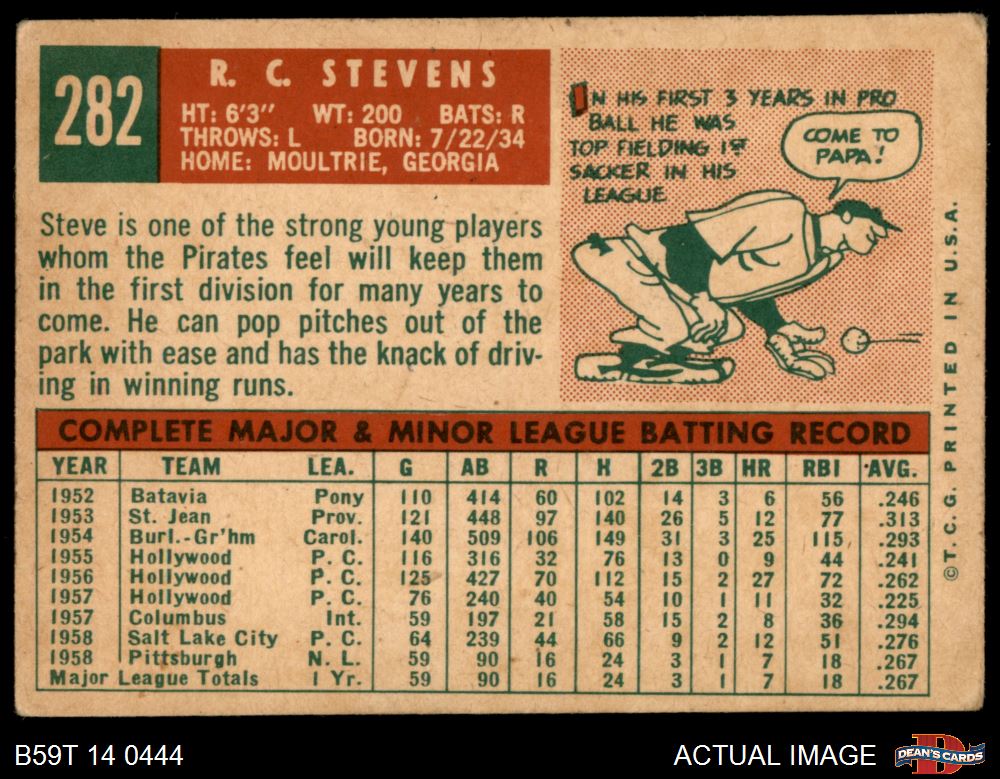 282
R. C. STEVENS
HT: 6'3" WT: 200 BATS: R
THROWS: L BORN: 7/22/34
HOME: MOULTRIE, GEORGIA
Steve is one of the strong young players
whom the Pirates feel will keep them
in the first division for many years to
come. He can pop pitches out of the
park with ease and has the knack of driv-
ing in winning runs.
IN HIS FIRST 3 YEARS IN PRO
BALL HE WAS
TOP FIELDING 1ST
SACKER IN HIS
LEAGUE
COME TO
PAPA!
COMPLETE MAJOR & MINOR LEAGUE BATTING RECORD
YEAR TEAM LEA. G AB R H 2B 3B HR RBI AVG.
1952 Batavia Pony 110 414 60 102 14 3 6 56 .246
1953 St. Jean Prov. 121 448 97 140 26 5 12 77 .313
1954 Burl.-Gr'hm Carol. 140 509 106 149 31 3 25 115 .293
1955 Hollywood P. C. 116 316 32 76 13 0 9 44 .241
1956 Hollywood P. C. 125 427 70 112 15 2 27 72 .262
1957 Hollywood P. C. 76 240 40 54 10 1 11 32 .225
1957 Columbus Int. 59 197 21 58 15 2 8 36 .294
1958 Salt Lake City P. C. 64 239 44 66 9 2 12 51 .276
1958 Pittsburgh N. L. 59 90 16 24 3 1 7 18 .267
Major League Totals 1 Yr. 59 90 16 24 3 1 7 18 .267
©T. C. G. PRINTED IN U.S.A.
B59T 14 0444
ACTUAL IMAGE
DEAN'S CARDS